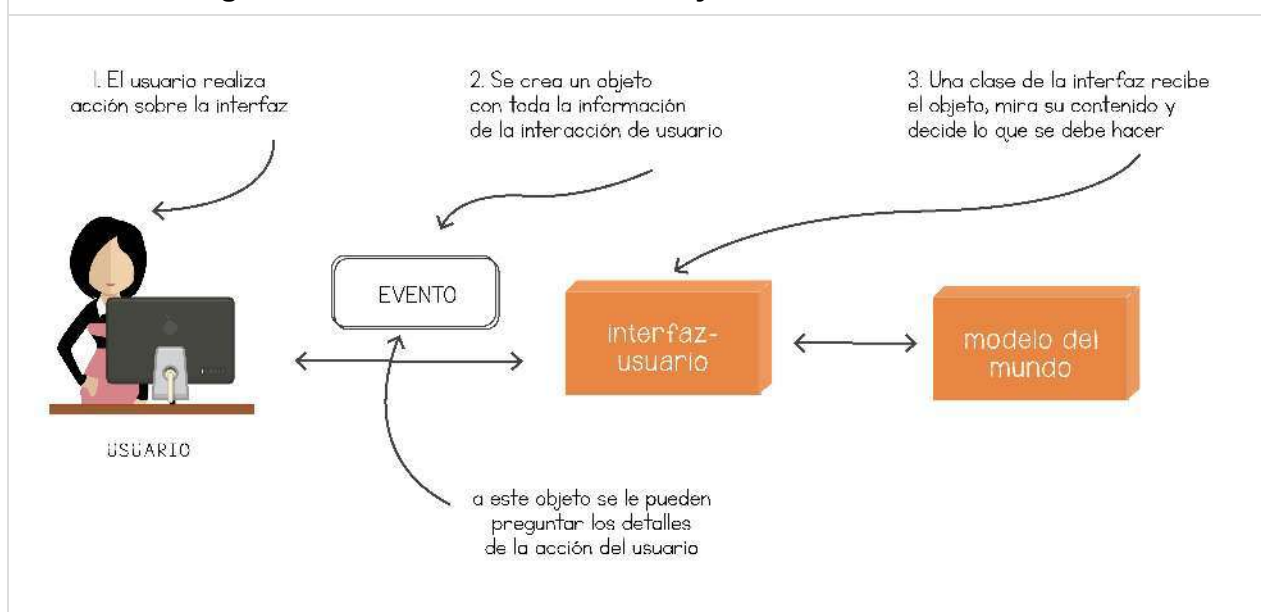 1. El usuario realiza
acción sobre la interfaz
2. Se crea un objeto
con toda la información
de la interacción de usuario
3. Una clase de la interfaz recibe
el objeto, mira su contenido y
decide lo que se debe hacer
EVENTO
interfaz-
usuario
modelo del
mundo
USUARIO
a este objeto se le pueden
preguntar los detalles
de la acción del usuario